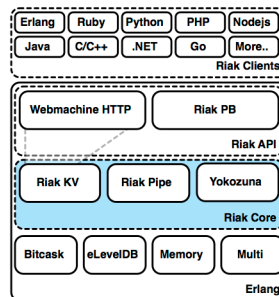 Erlang Ruby Python PHP Nodejs
Java C/C++ .NET Go More..
Riak Clients
Webmachine HTTP Riak PB
Riak API
Riak KV Riak Pipe Yokozuna
Riak Core
Bitcask eLevelDB Memory Multi
Erlang